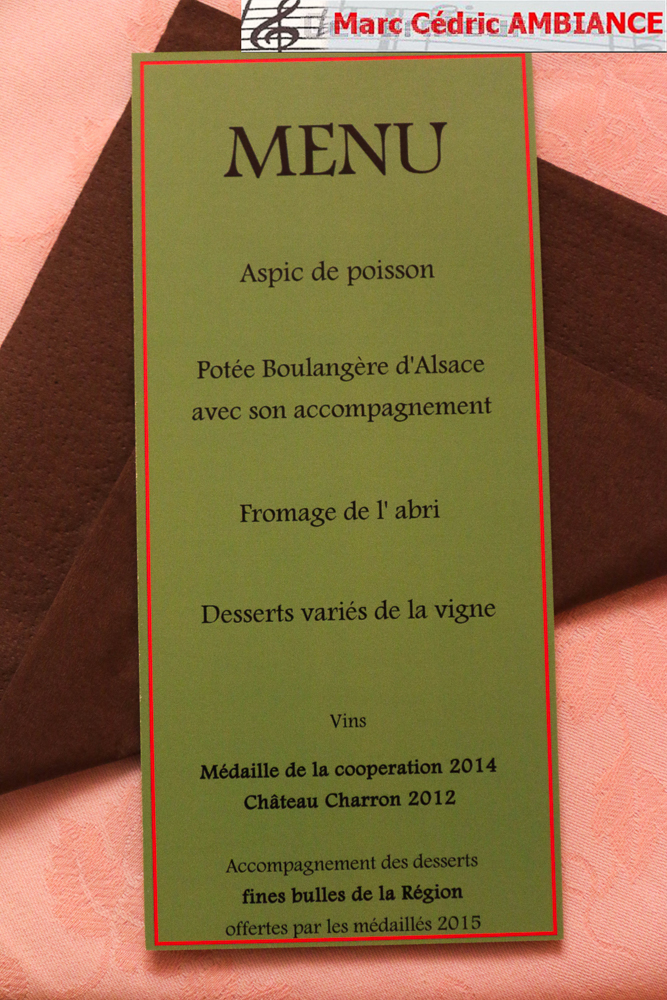 Marc Cédric AMBIANCE
MENU
Aspic de poisson
Potée Boulangère d'Alsace
avec son accompagnement
Fromage de l' abri
Desserts variés de la vigne
Vins
Médaille de la cooperation 2014
Château Charron 2012
Accompagnement des desserts
fines bulles de la Région
offertes par les médaillés 2015